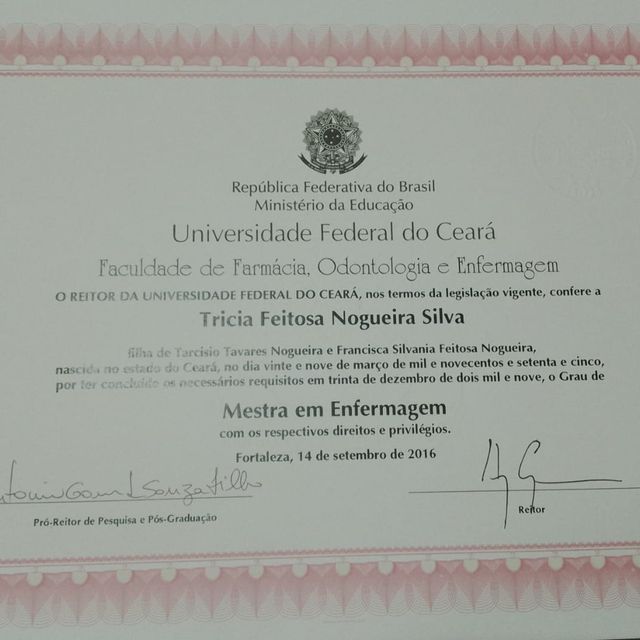 República Federativa do Brasil
Ministério da Educação
Universidade Federal do Ceará
Faculdade de Farmácia, Odontologia e Enfermagem
O REITOR DA UNIVERSIDADE FEDERAL DO CEARÁ, nos termos da legislação vigente, confere a
Tricia Feitosa Nogueira Silva
filha de Tarcisio Tavares Nogueira e Francisca Silvania Feitosa Nogueira,
nascida no estado do Ceará, no dia vinte e nove de março de mil e novecentos e setenta e cinco,
por ter concluído os necessários requisitos em trinta de dezembro de dois mil e nove, o Grau de
Mestra em Enfermagem
com os respectivos direitos e privilégios.
Fortaleza, 14 de setembro de 2016
Pró-Reitor de Pesquisa e Pós-Graduação
Reitor